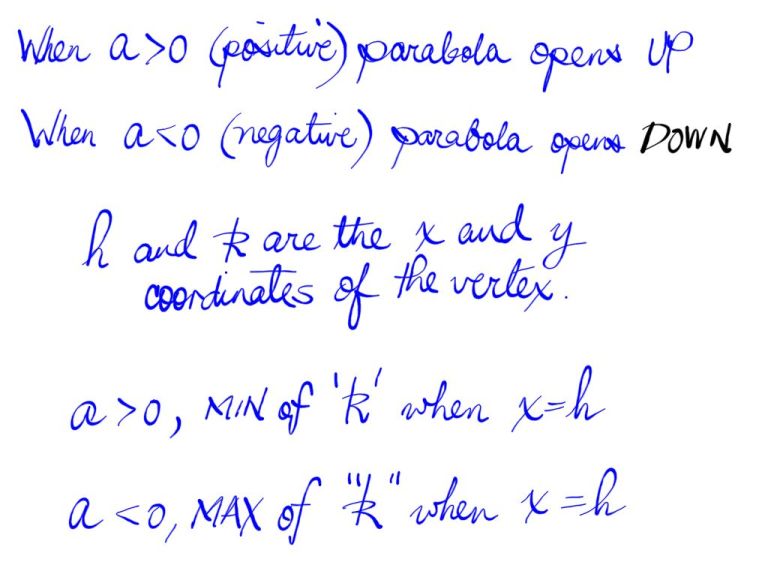 When a>0 (positive) parabola opens UP
When a<0 (negative) parabola opens DOWN
h and k are the x and y
coordinates of the vertex.
a>0, MIN of 'k' when x=h
a<0, MAX of "k" when x=h